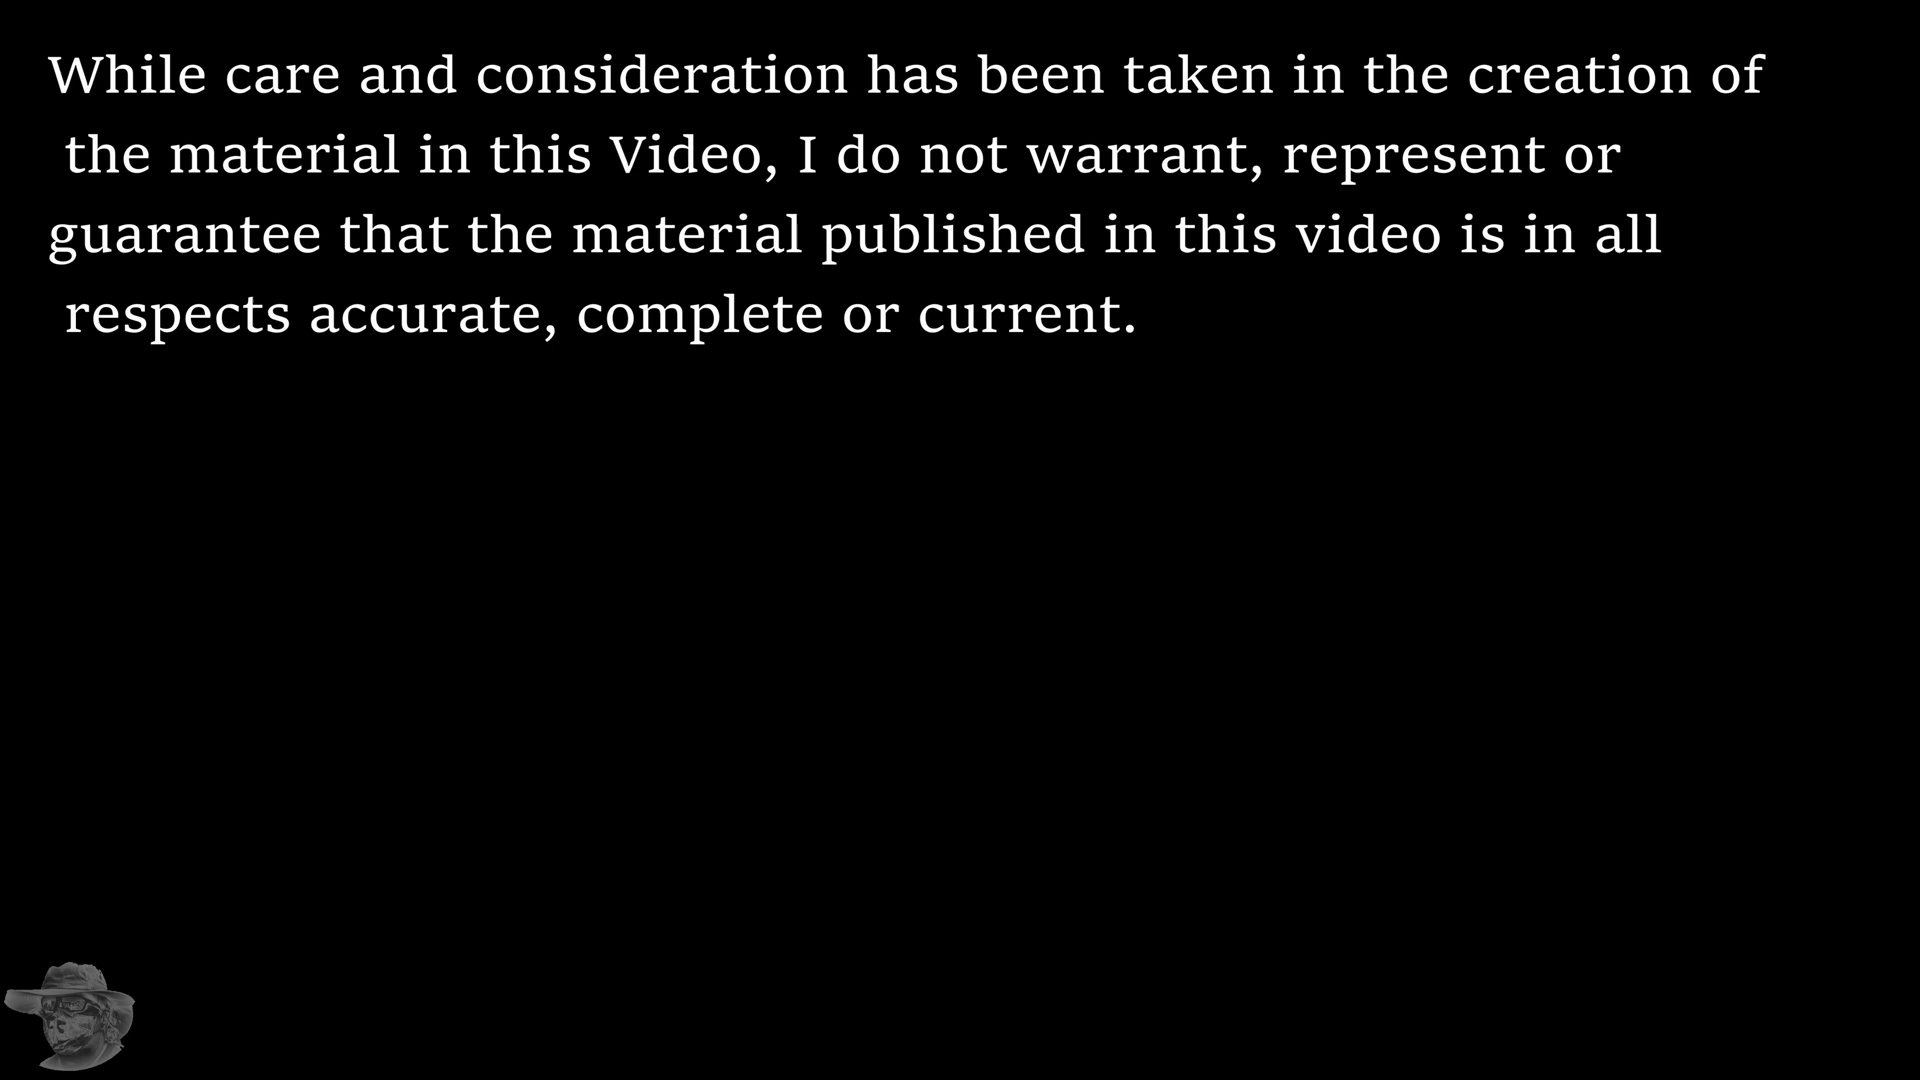 While care and consideration has been taken in the creation of
the material in this Video, I do not warrant, represent or
guarantee that the material published in this video is in all
respects accurate, complete or current.